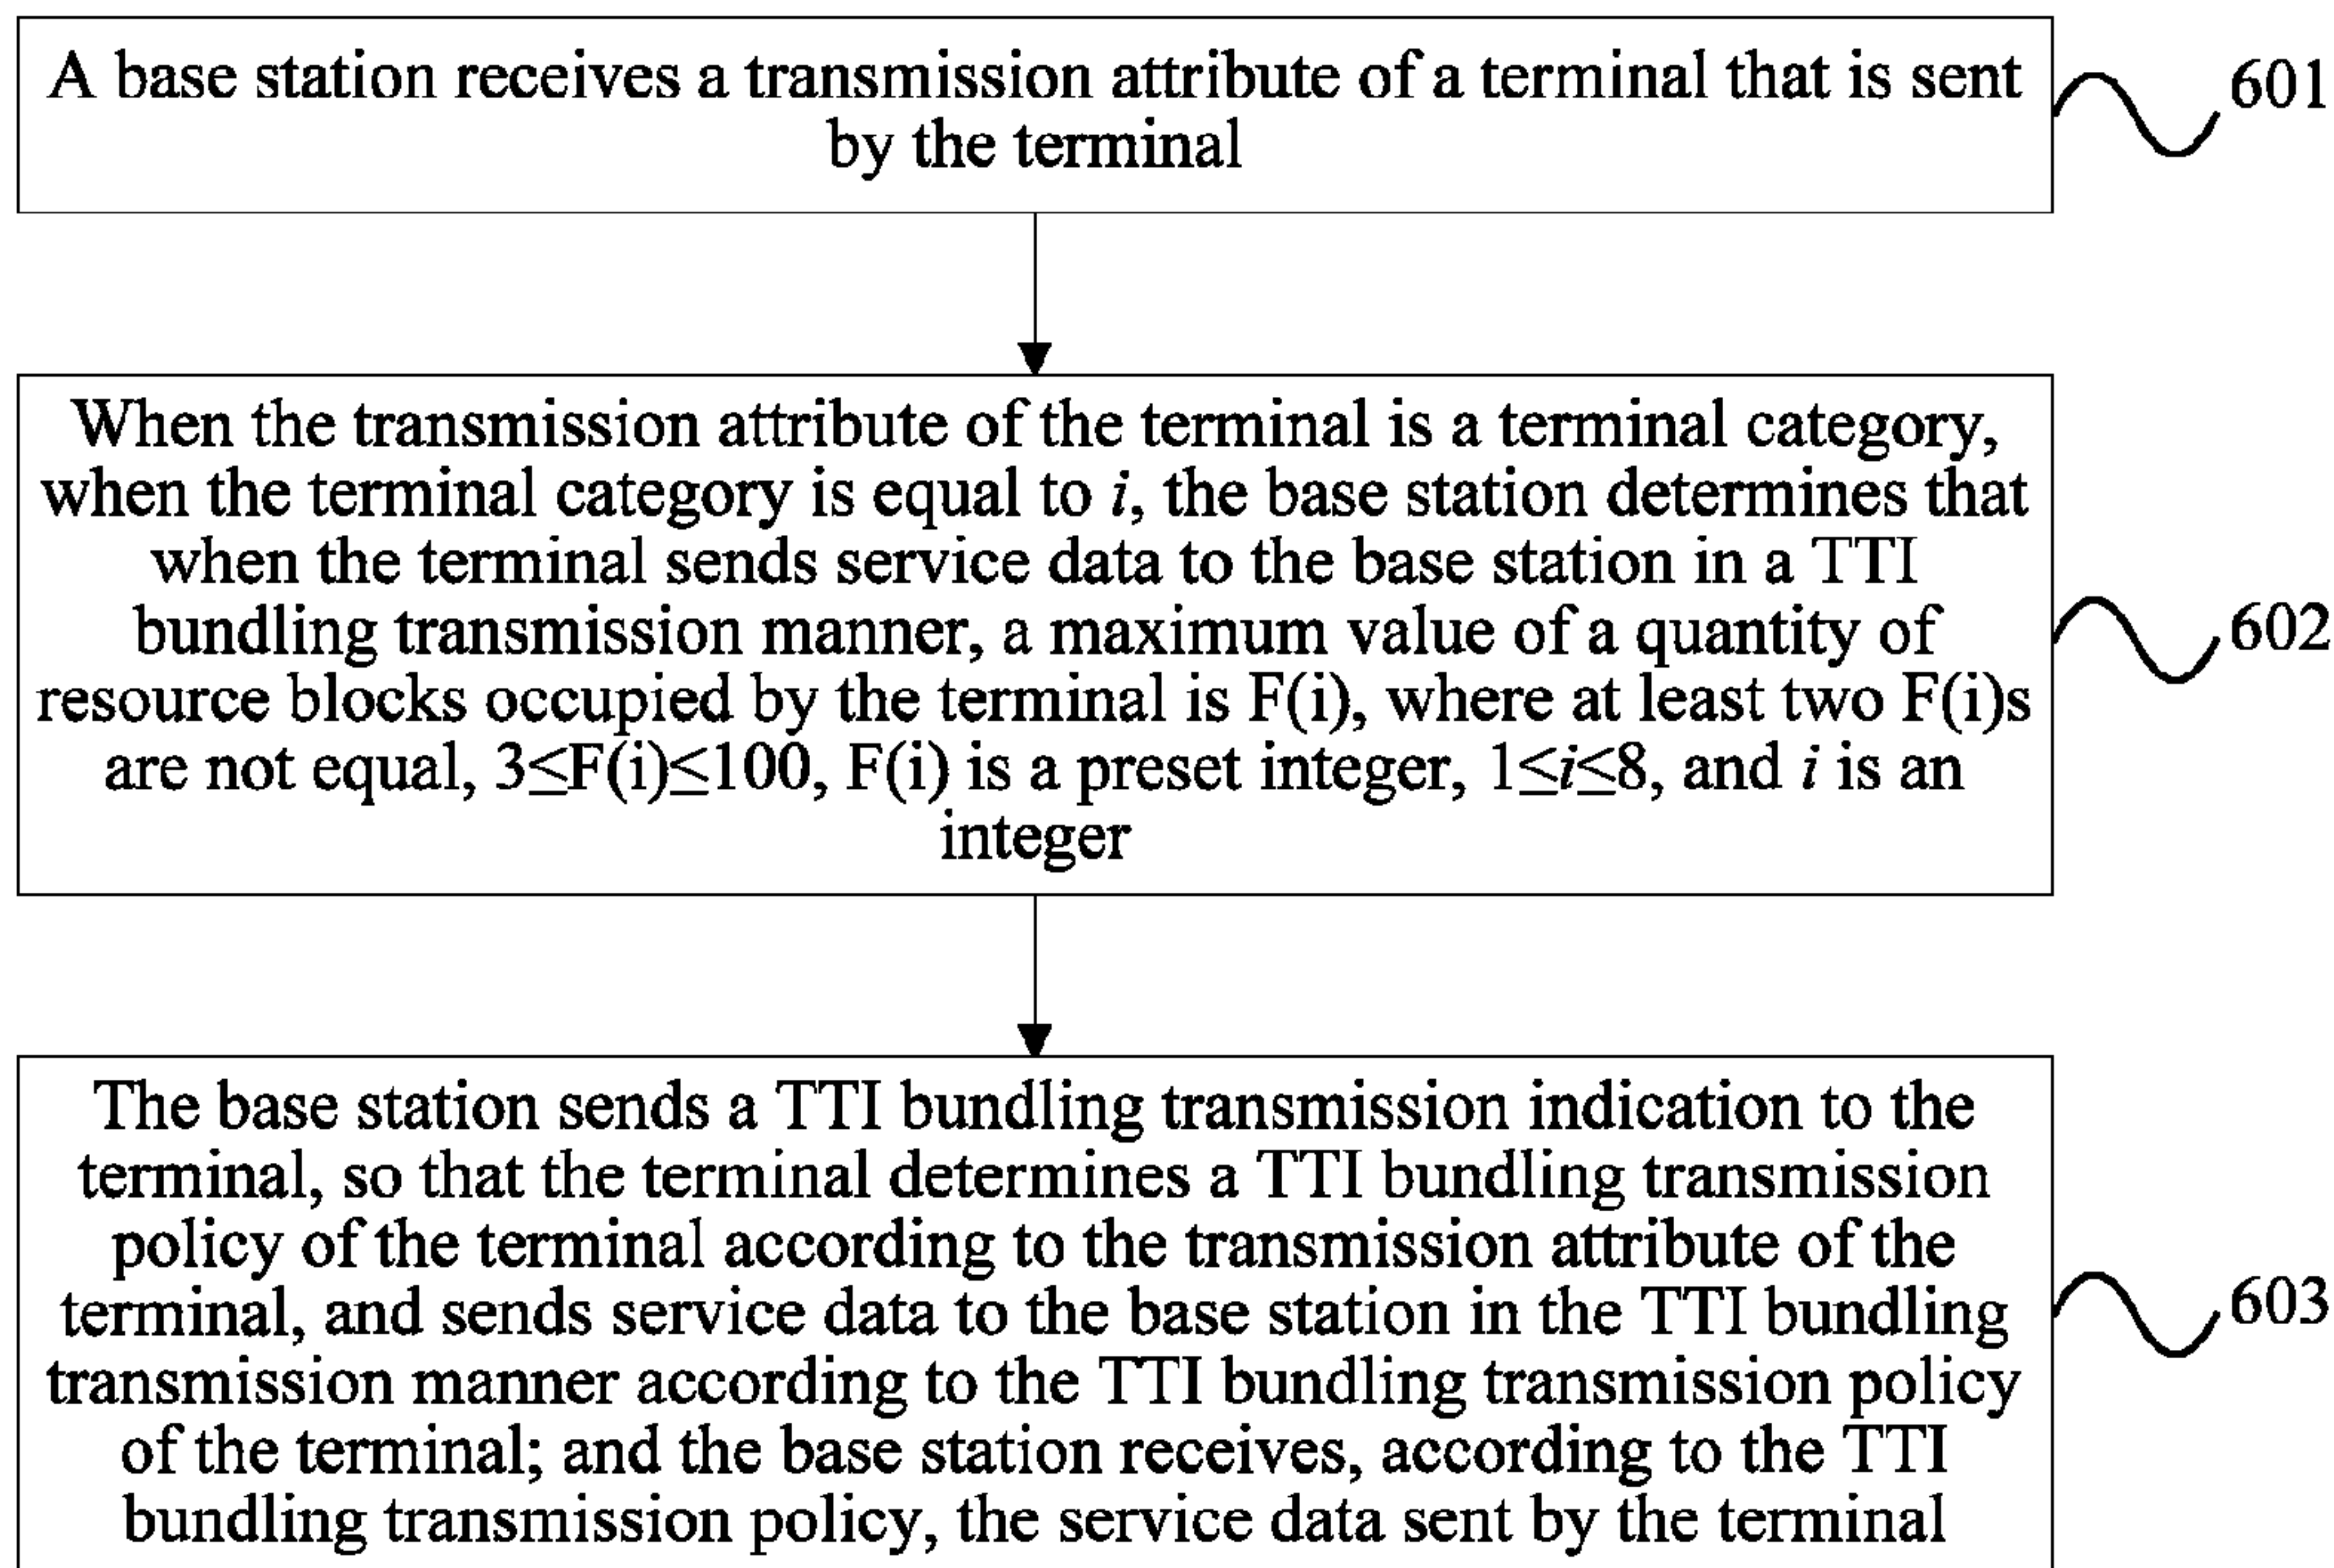 A base station receives a transmission attribute of a terminal that is sent
by the terminal
601
When the transmission attribute of the terminal is a terminal category,
when the terminal category is equal to i, the base station determines that
when the terminal sends service data to the base station in a TTI
bundling transmission manner, a maximum value of a quantity of
resource blocks occupied by the terminal is F(i), where at least two F(i)s
are not equal, 3≤F(i)≤100, F(i) is a preset integer, 1≤i≤8, and i is an
integer
602
The base station sends a TTI bundling transmission indication to the
terminal, so that the terminal determines a TTI bundling transmission
policy of the terminal according to the transmission attribute of the
terminal, and sends service data to the base station in the TTI bundling
transmission manner according to the TTI bundling transmission policy
of the terminal; and the base station receives, according to the TTI
bundling transmission policy, the service data sent by the terminal
603